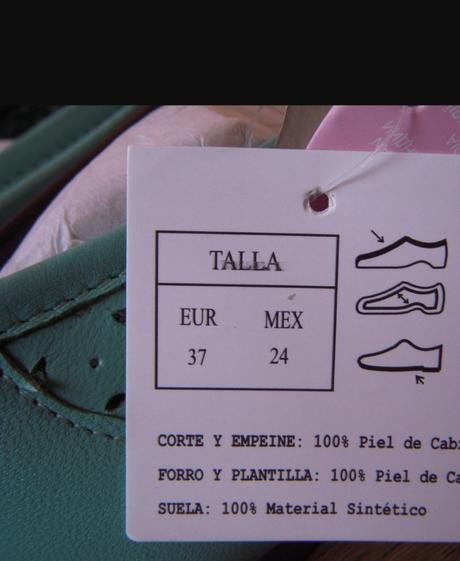 TALLA
EUR MEX
37 24
CORTE Y EMPEINE: 100% Piel de
FORRO Y PLANTILLA: 100% Piel de
SUELA: 100% Material Sintético